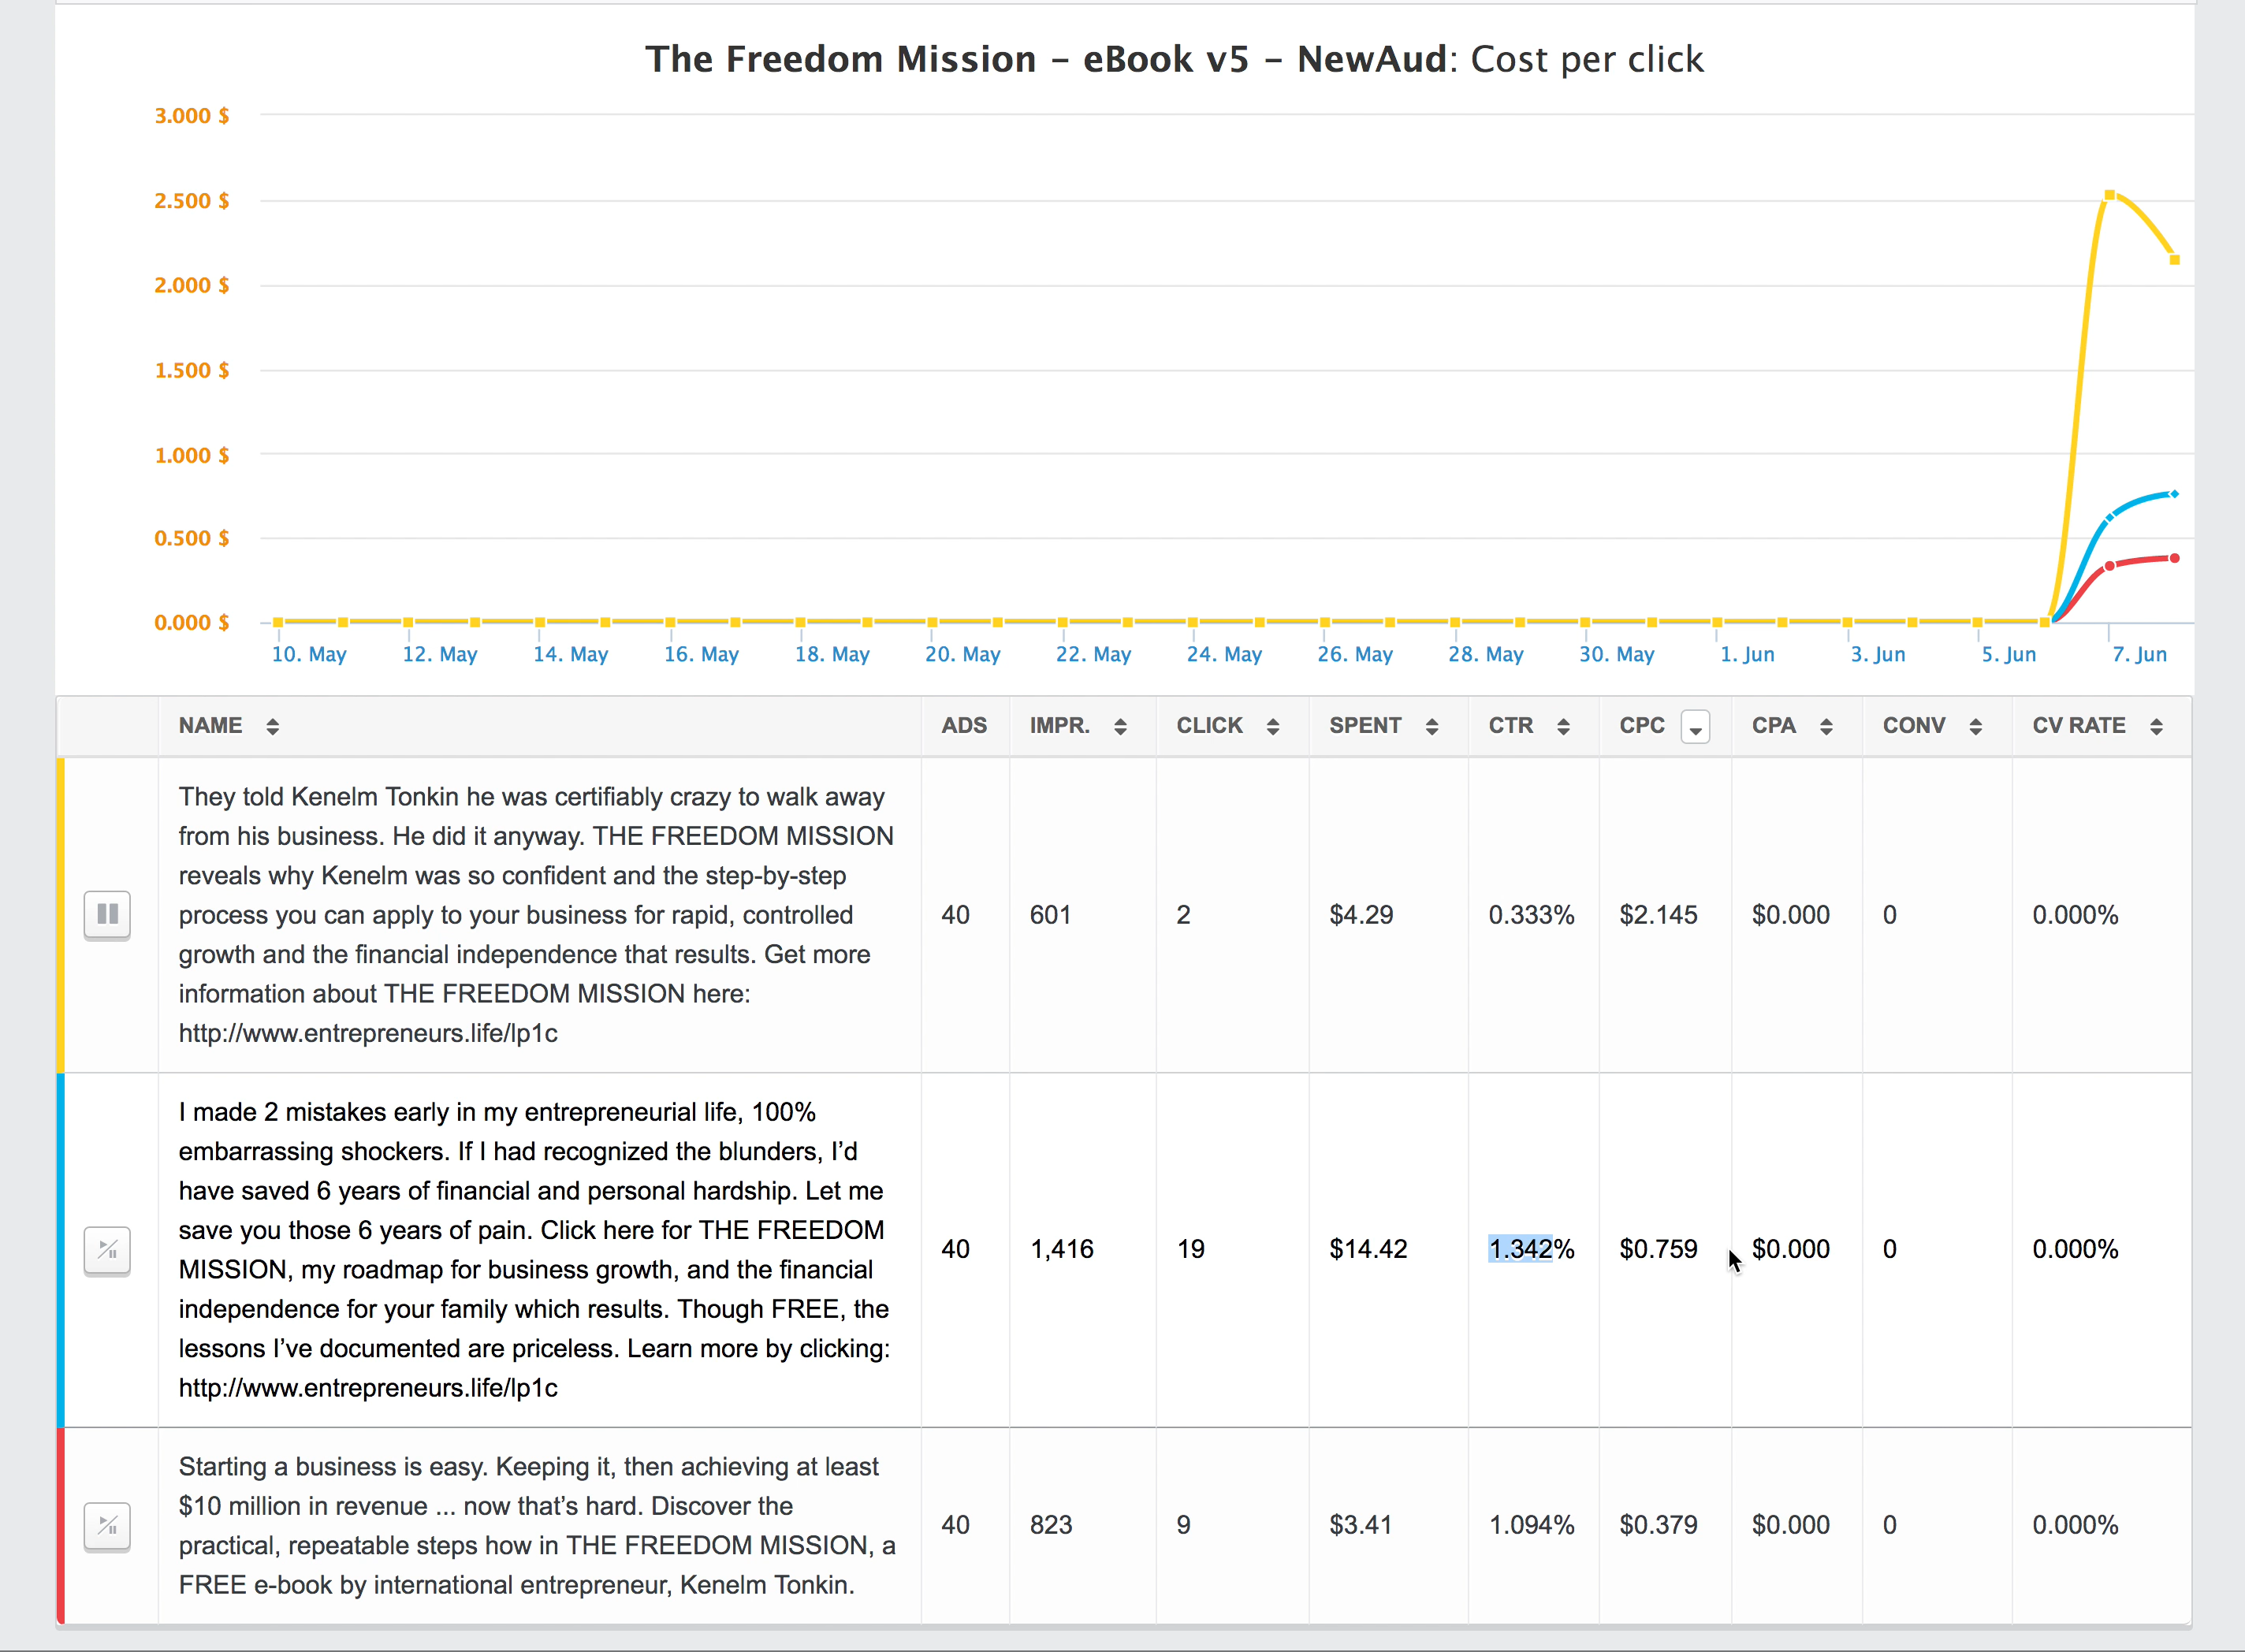 The Freedom Mission – eBook v5 – NewAud: Cost per click
3.000 $
2.500 $
2.000 $
1.500 $
1.000 $
0.500 $
0.000 $
10. May 12. May 14. May 16. May 18. May 20. May 22. May 24. May 26. May 28. May 30. May 1. Jun 3. Jun 5. Jun 7. Jun
NAME ADS IMPR. CLICK SPENT CTR CPC CPA CONV CV RATE
They told Kenelm Tonkin he was certifiably crazy to walk away
from his business. He did it anyway. THE FREEDOM MISSION
reveals why Kenelm was so confident and the step-by-step
process you can apply to your business for rapid, controlled
growth and the financial independence that results. Get more
information about THE FREEDOM MISSION here:
http://www.entrepreneurs.life/lp1c
40 601 2 $4.29 0.333% $2.145 $0.000 0 0.000%
I made 2 mistakes early in my entrepreneurial life, 100%
embarrassing shockers. If I had recognized the blunders, I’d
have saved 6 years of financial and personal hardship. Let me
save you those 6 years of pain. Click here for THE FREEDOM
MISSION, my roadmap for business growth, and the financial
independence for your family which results. Though FREE, the
lessons I’ve documented are priceless. Learn more by clicking:
http://www.entrepreneurs.life/lp1c
40 1,416 19 $14.42 1.342% $0.759 $0.000 0 0.000%
Starting a business is easy. Keeping it, then achieving at least
$10 million in revenue ... now that’s hard. Discover the
practical, repeatable steps how in THE FREEDOM MISSION, a
FREE e-book by international entrepreneur, Kenelm Tonkin.
40 823 9 $3.41 1.094% $0.379 $0.000 0 0.000%